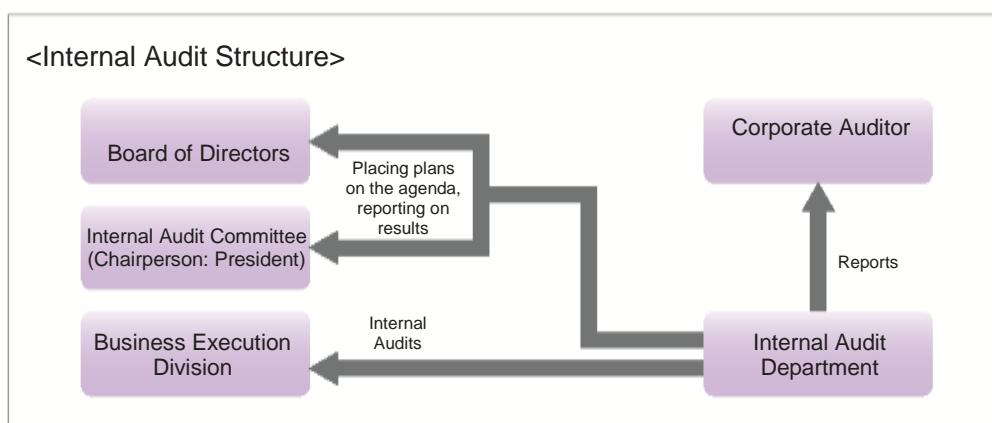 <Internal Audit Structure>
Board of Directors
Placing plans
on the agenda,
reporting on
results
Internal Audit Committee
(Chairperson: President)
Business Execution
Division
Internal
Audits
Corporate Auditor
Reports
Internal Audit
Department